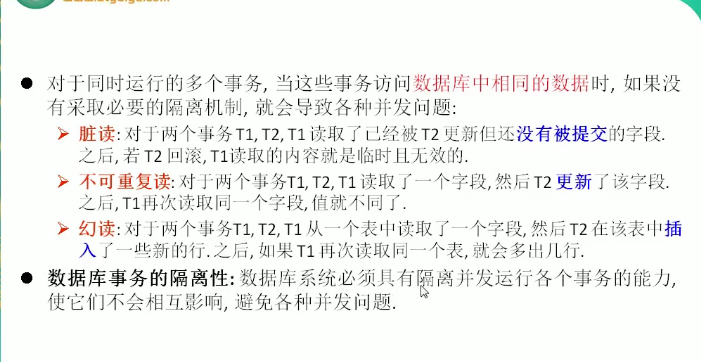 ● 对于同时运行的多个事务, 当这些事务访问数据库中相同的数据时, 如果没
有采取必要的隔离机制, 就会导致各种并发问题:
➢ 脏读: 对于两个事务T1, T2, T1 读取了已经被 T2 更新但还没有被提交的字段.
之后, 若 T2 回滚, T1读取的内容就是临时且无效的.
➢ 不可重复读: 对于两个事务T1, T2, T1 读取了一个字段, 然后 T2 更新了该字段.
之后, T1再次读取同一个字段, 值就不同了.
➢ 幻读: 对于两个事务T1, T2, T1 从一个表中读取了一个字段, 然后 T2 在该表中插
入了一些新的行. 之后, 如果 T1 再次读取同一个表, 就会多出几行.
● 数据库事务的隔离性: 数据库系统必须具有隔离并发运行各个事务的能力,
使它们不会相互影响, 避免各种并发问题.